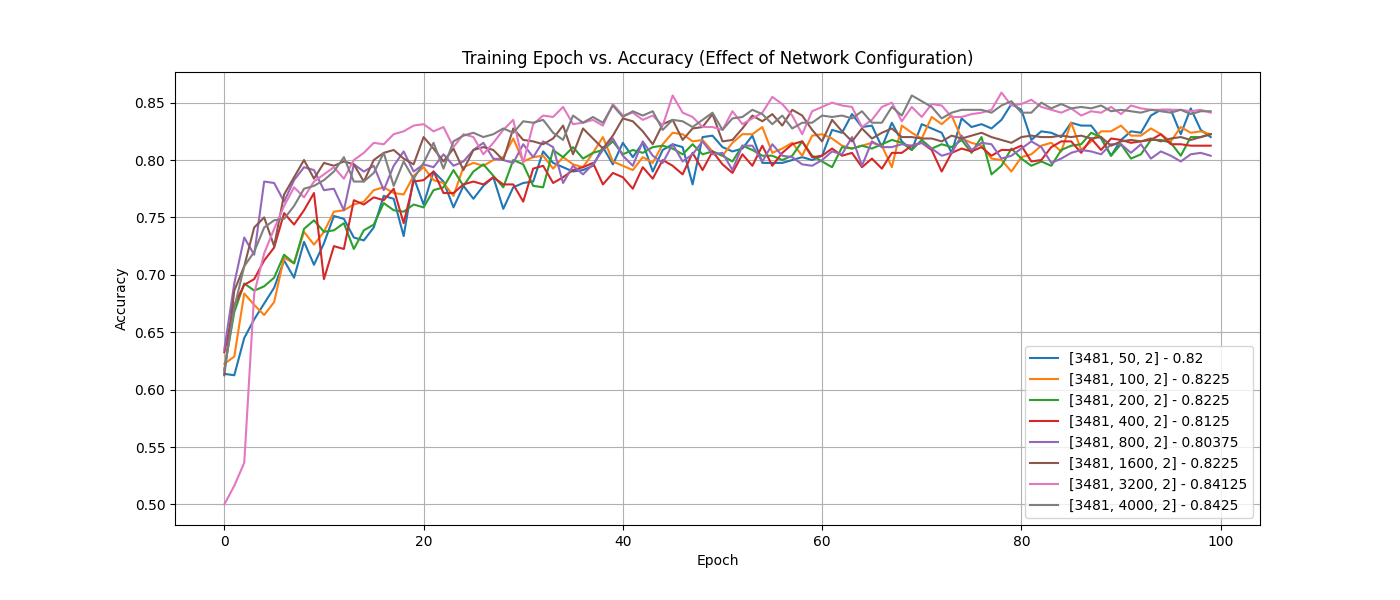 Training Epoch vs. Accuracy (Effect of Network Configuration)
0.85
0.80
0.75
0.70
0.65
0.60
0.55
0.50
Accuracy
[3481, 50, 2] - 0.82
[3481, 100, 2] - 0.8225
[3481, 200, 2] - 0.8225
[3481, 400, 2] - 0.8125
[3481, 800, 2] - 0.80375
[3481, 1600, 2] - 0.8225
[3481, 3200, 2] - 0.84125
[3481, 4000, 2] - 0.8425
0 20 40 60 80 100
Epoch